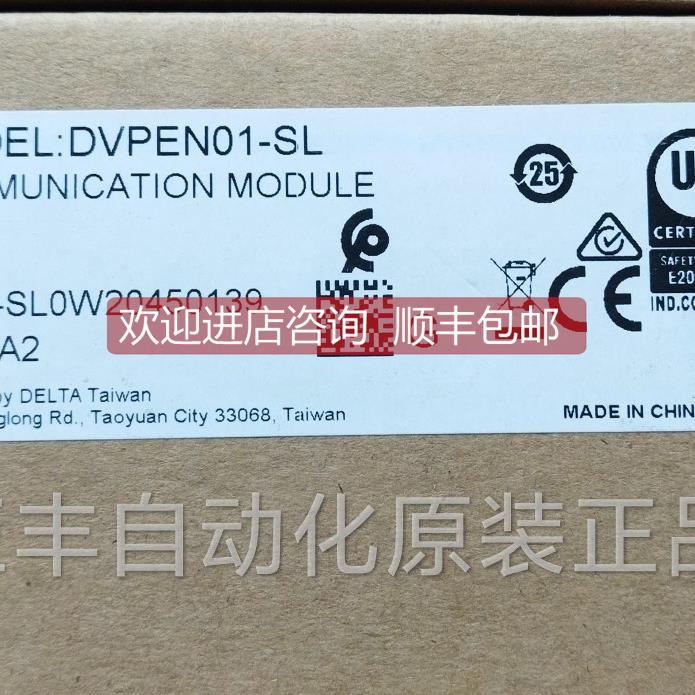 DEL:DVPEN01-SL
MMUNICATION MODULE
25
U
CERT
SAFETY
E20
IND.CO
-SL0W20450139
欢迎进店咨询 顺丰包邮
A2
by DELTA Taiwan
glong Rd., Taoyuan City 33068, Taiwan
MADE IN CHIN
丰自动化原装正品